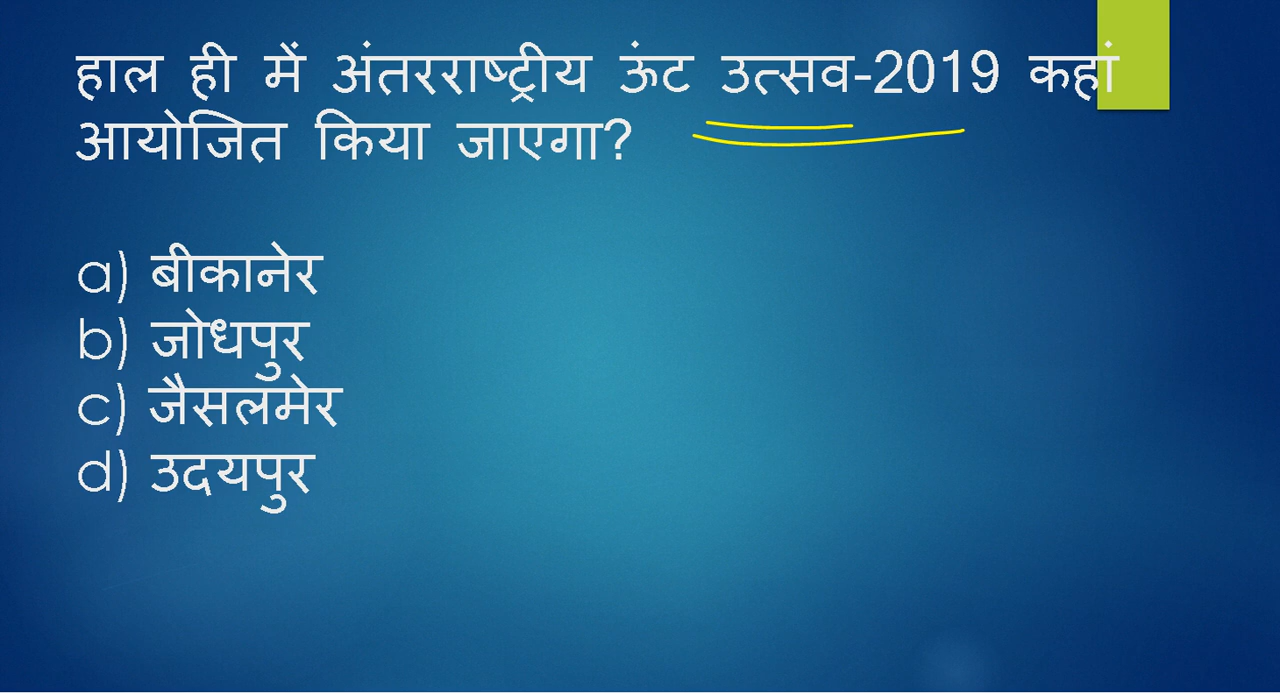 हाल ही में अंतरराष्ट्रीय ऊंट उत्सव-2019 कहां
आयोजित किया जाएगा?
a) बीकानेर
b) जोधपुर
c) जैसलमेर
d) उदयपुर